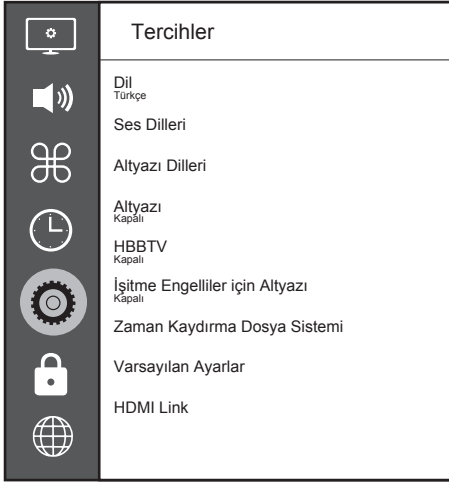 Tercihler
Dil
Türkçe
Ses Dilleri
Altyazı Dilleri
Altyazı
Kapalı
HBBTV
Kapalı
İşitme Engelliler için Altyazı
Kapalı
Zaman Kaydırma Dosya Sistemi
Varsayılan Ayarlar
HDMI Link